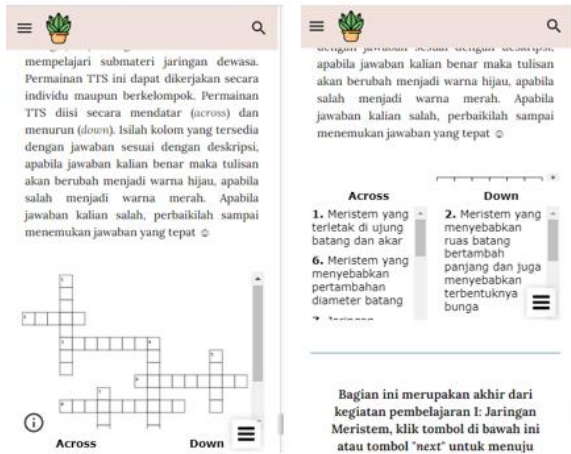 mempelajari submateri jaringan dewasa.
Permainan TTS ini dapat dikerjakan secara
individu maupun berkelompok. Permainan
TTS diisi secara mendatar (across) dan
menurun (down). Isilah kolom yang tersedia
dengan jawaban sesuai dengan deskripsi,
apabila jawaban kalian benar maka tulisan
akan berubah menjadi warna hijau, apabila
salah menjadi warna merah. Apabila
jawaban kalian salah, perbaikilah sampai
menemukan jawaban yang tepat ☺
Across
Down
dengan jawaban sesuai dengan deskripsi,
apabila jawaban kalian benar maka tulisan
akan berubah menjadi warna hijau, apabila
salah menjadi warna merah. Apabila
jawaban kalian salah, perbaikilah sampai
menemukan jawaban yang tepat ☺
Across
1. Meristem yang
terletak di ujung
batang dan akar
6. Meristem yang
menyebabkan
pertambahan
diameter batang
7. Jaringan
Down
2. Meristem yang
menyebabkan
ruas batang
bertambah
panjang dan juga
menyebabkan
terbentuknya
bunga
Bagian ini merupakan akhir dari
kegiatan pembelajaran I: Jaringan
Meristem, klik tombol di bawah ini
atau tombol "next" untuk menuju